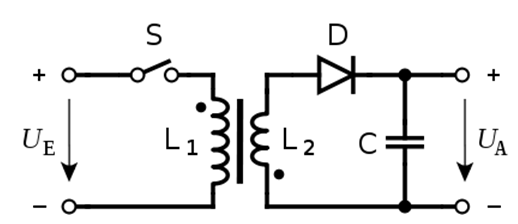 S D
+ +
U_E L_1 L_2 C U_A
− −